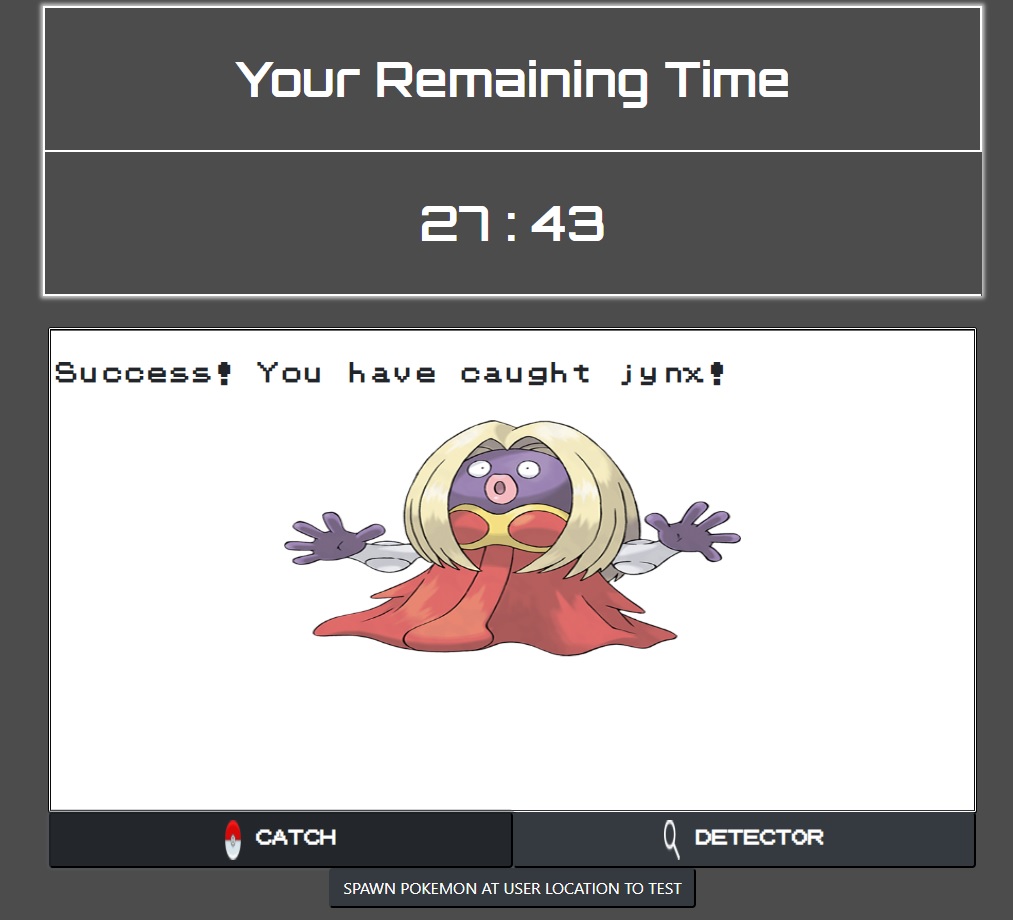 Your Remaining Time
27 : 43
Success! You have caught jynx!
CATCH
DETECTOR
SPAWN POKEMON AT USER LOCATION TO TEST